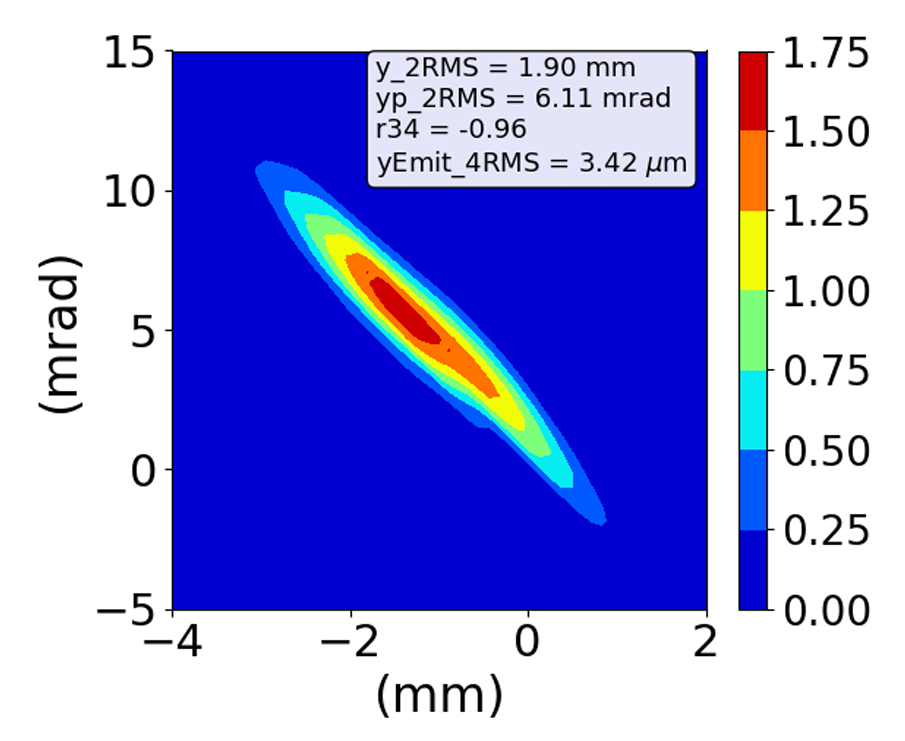 15
10
5
0
−5
(mrad)
y_2RMS = 1.90 mm
yp_2RMS = 6.11 mrad
r34 = -0.96
yEmit_4RMS = 3.42 μm
−4
−2
0
2
(mm)
1.75
1.50
1.25
1.00
0.75
0.50
0.25
0.00